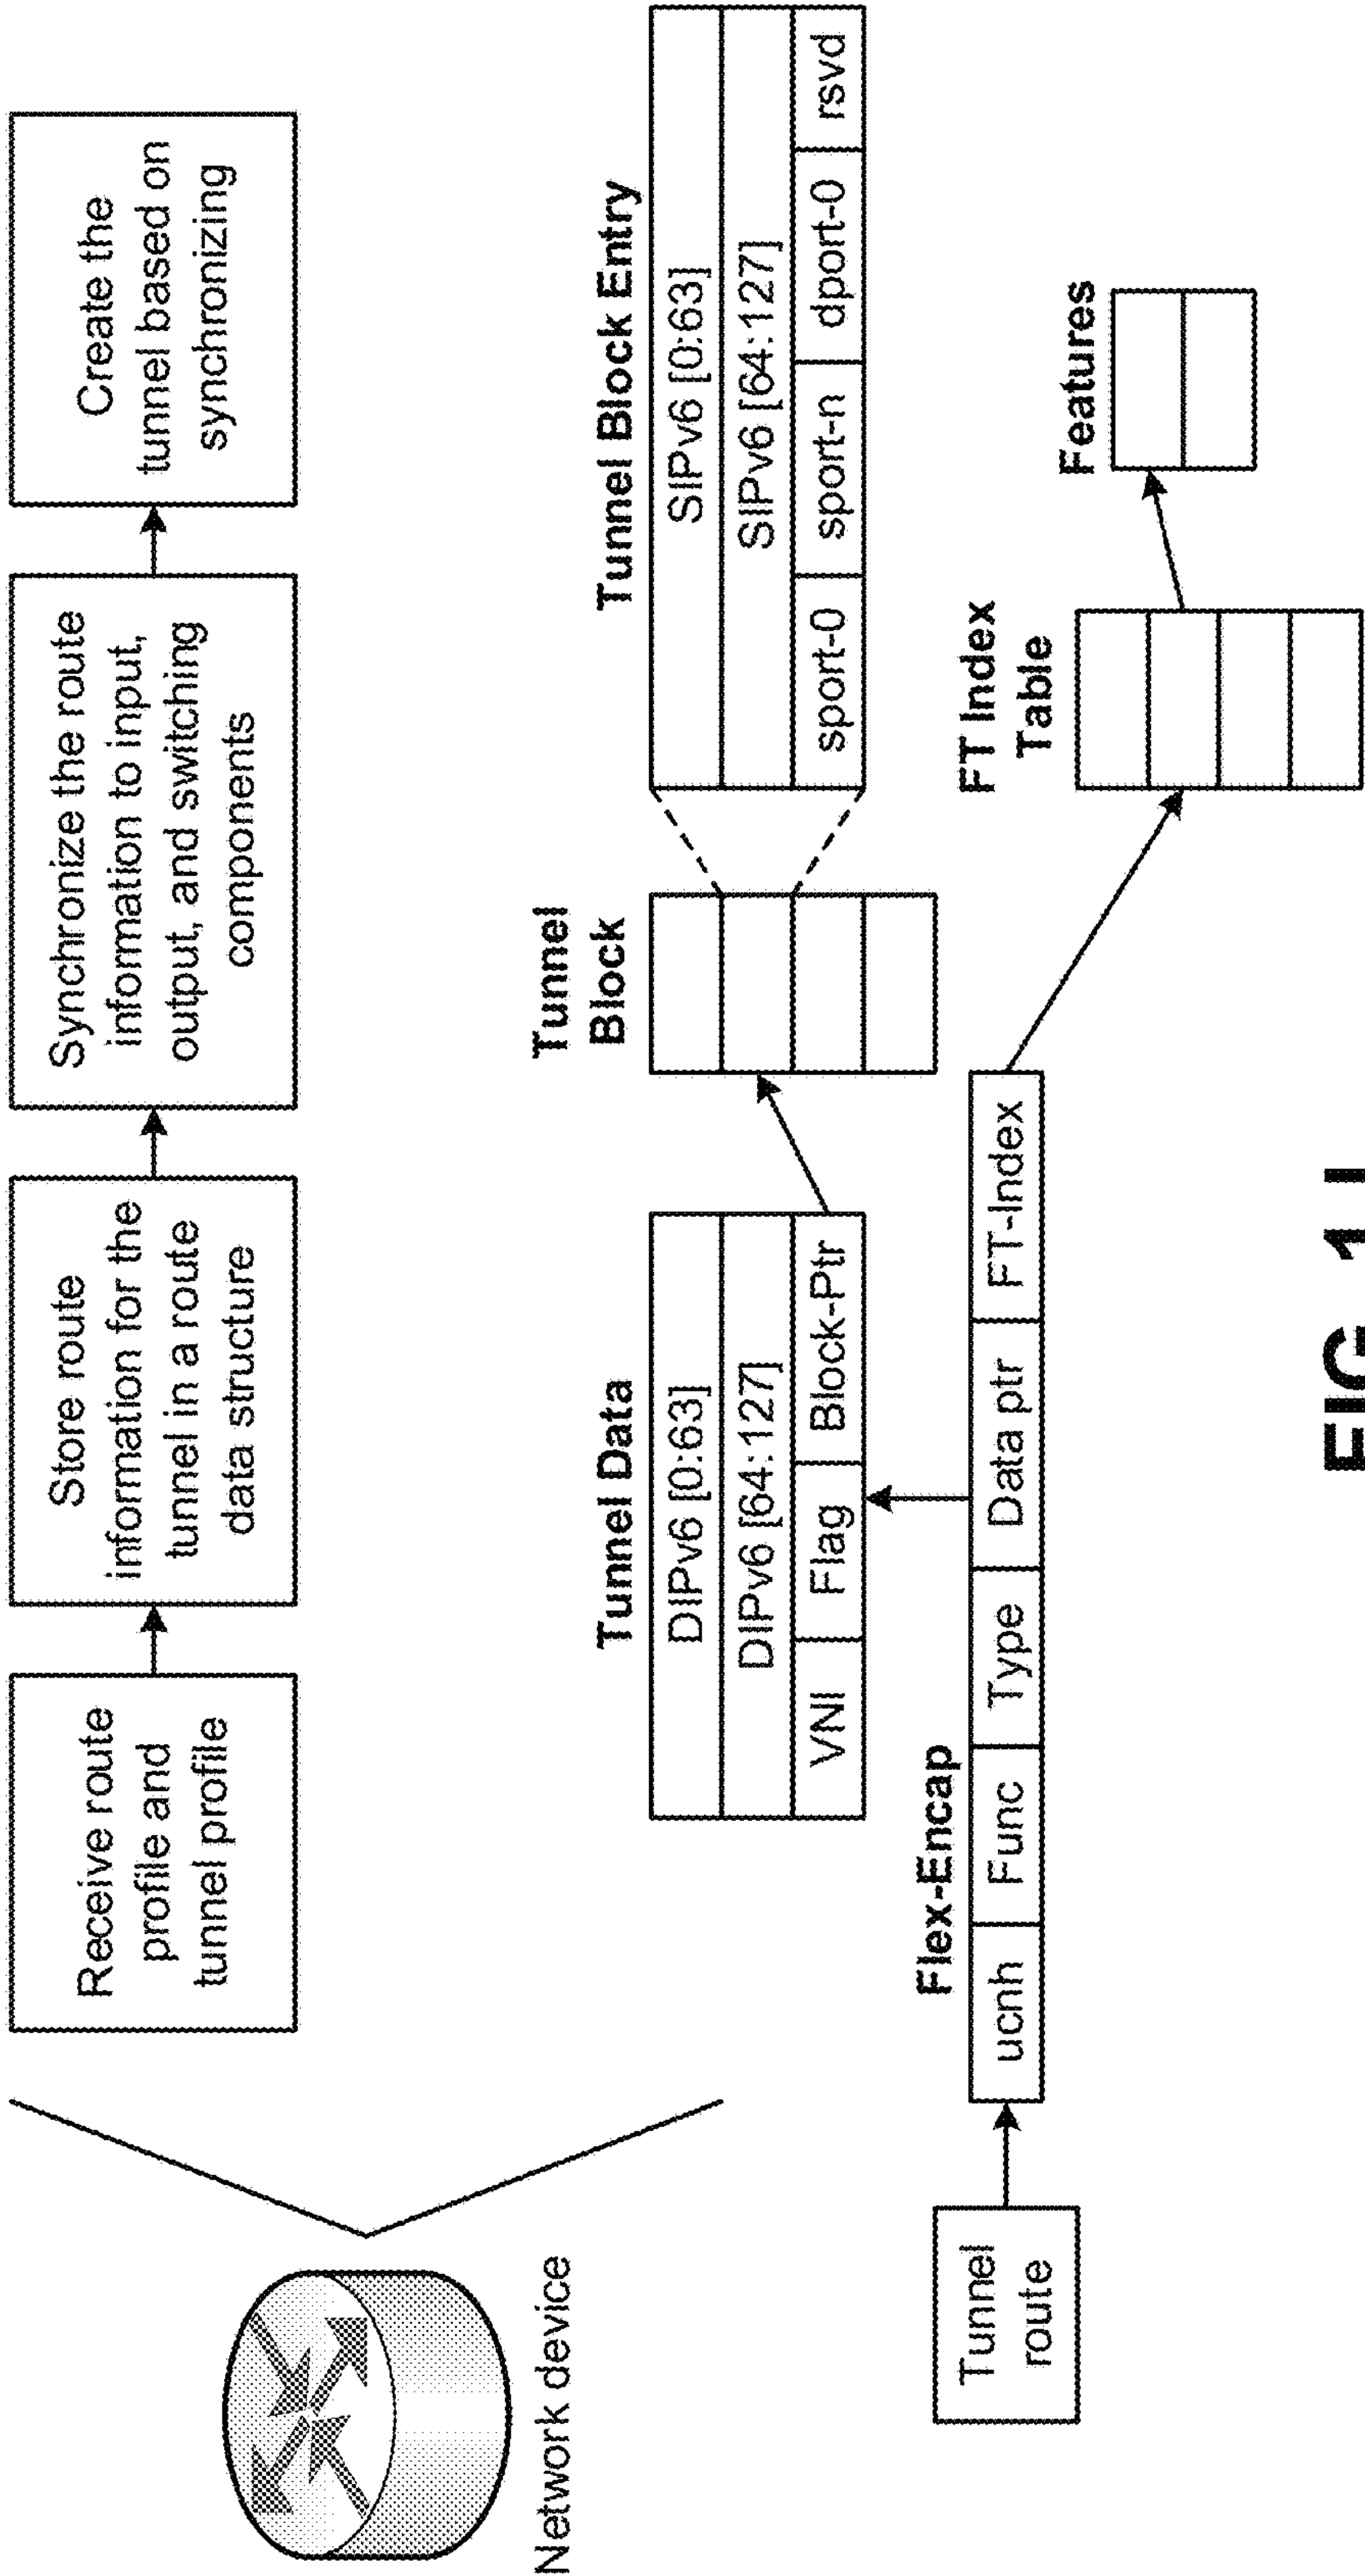 Receive route
profile and
tunnel profile
Store route
information for the
tunnel in a route
data structure
Synchronize the route
information to input,
output, and switching
components
Create the
tunnel based on
synchronizing
Network device
Tunnel Data
DIPv6 [0:63]
DIPv6 [64:127]
VNI Flag Block-Ptr
Tunnel
Block
Tunnel Block Entry
SIPv6 [0:63]
SIPv6 [64:127]
sport-0 sport-n dport-0 rsvd
Tunnel
route
Flex-Encap
ucnh Func Type Data ptr FT-Index
FT Index
Table
Features